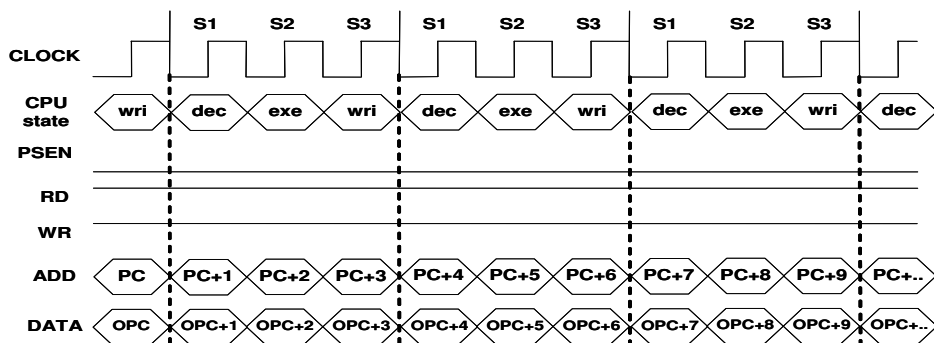 S1 S2 S3 S1 S2 S3 S1 S2 S3
CLOCK
CPU state wri dec exe wri dec exe wri dec exe wri dec
PSEN
RD
WR
ADD PC PC+1 PC+2 PC+3 PC+4 PC+5 PC+6 PC+7 PC+8 PC+9 PC+..
DATA OPC OPC+1 OPC+2 OPC+3 OPC+4 OPC+5 OPC+6 OPC+7 OPC+8 OPC+9 OPC+..